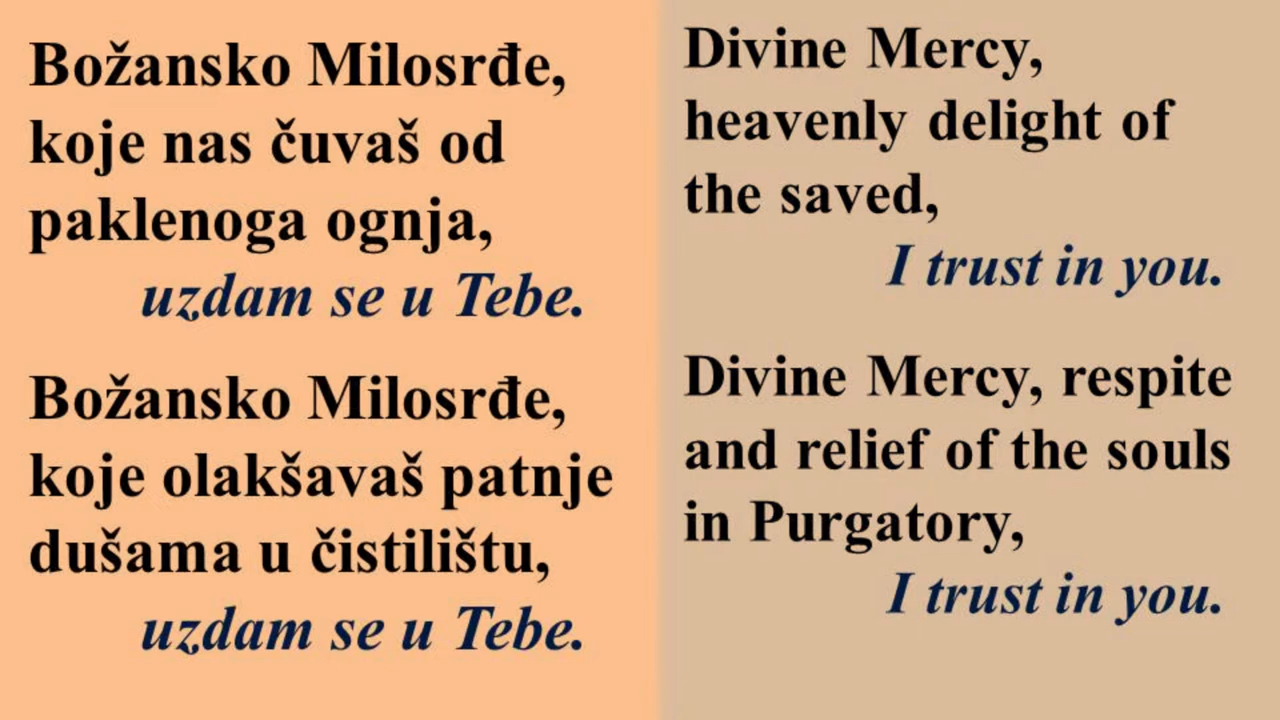 Božansko Milosrđe,
koje nas čuvaš od
paklenoga ognja,
uzdam se u Tebe.
Božansko Milosrđe,
koje olakšavaš patnje
dušama u čistilištu,
uzdam se u Tebe.
Divine Mercy,
heavenly delight of
the saved,
I trust in you.
Divine Mercy, respite
and relief of the souls
in Purgatory,
I trust in you.